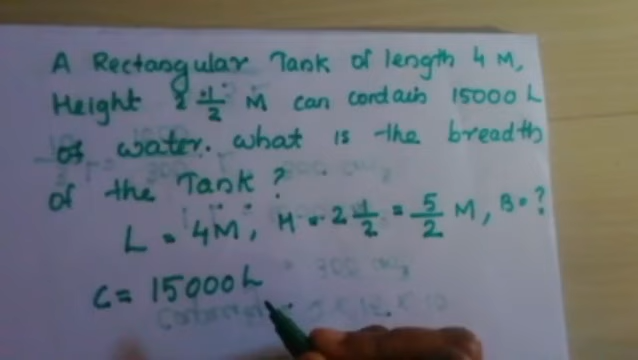 A Rectangular Tank of length 4 M,
Height 2 1/2 M can contain 15000 L
of water. What is the breadth
of the Tank?
L = 4M, H = 2 1/2 = 5/2 M, B = ?
C = 15000 L